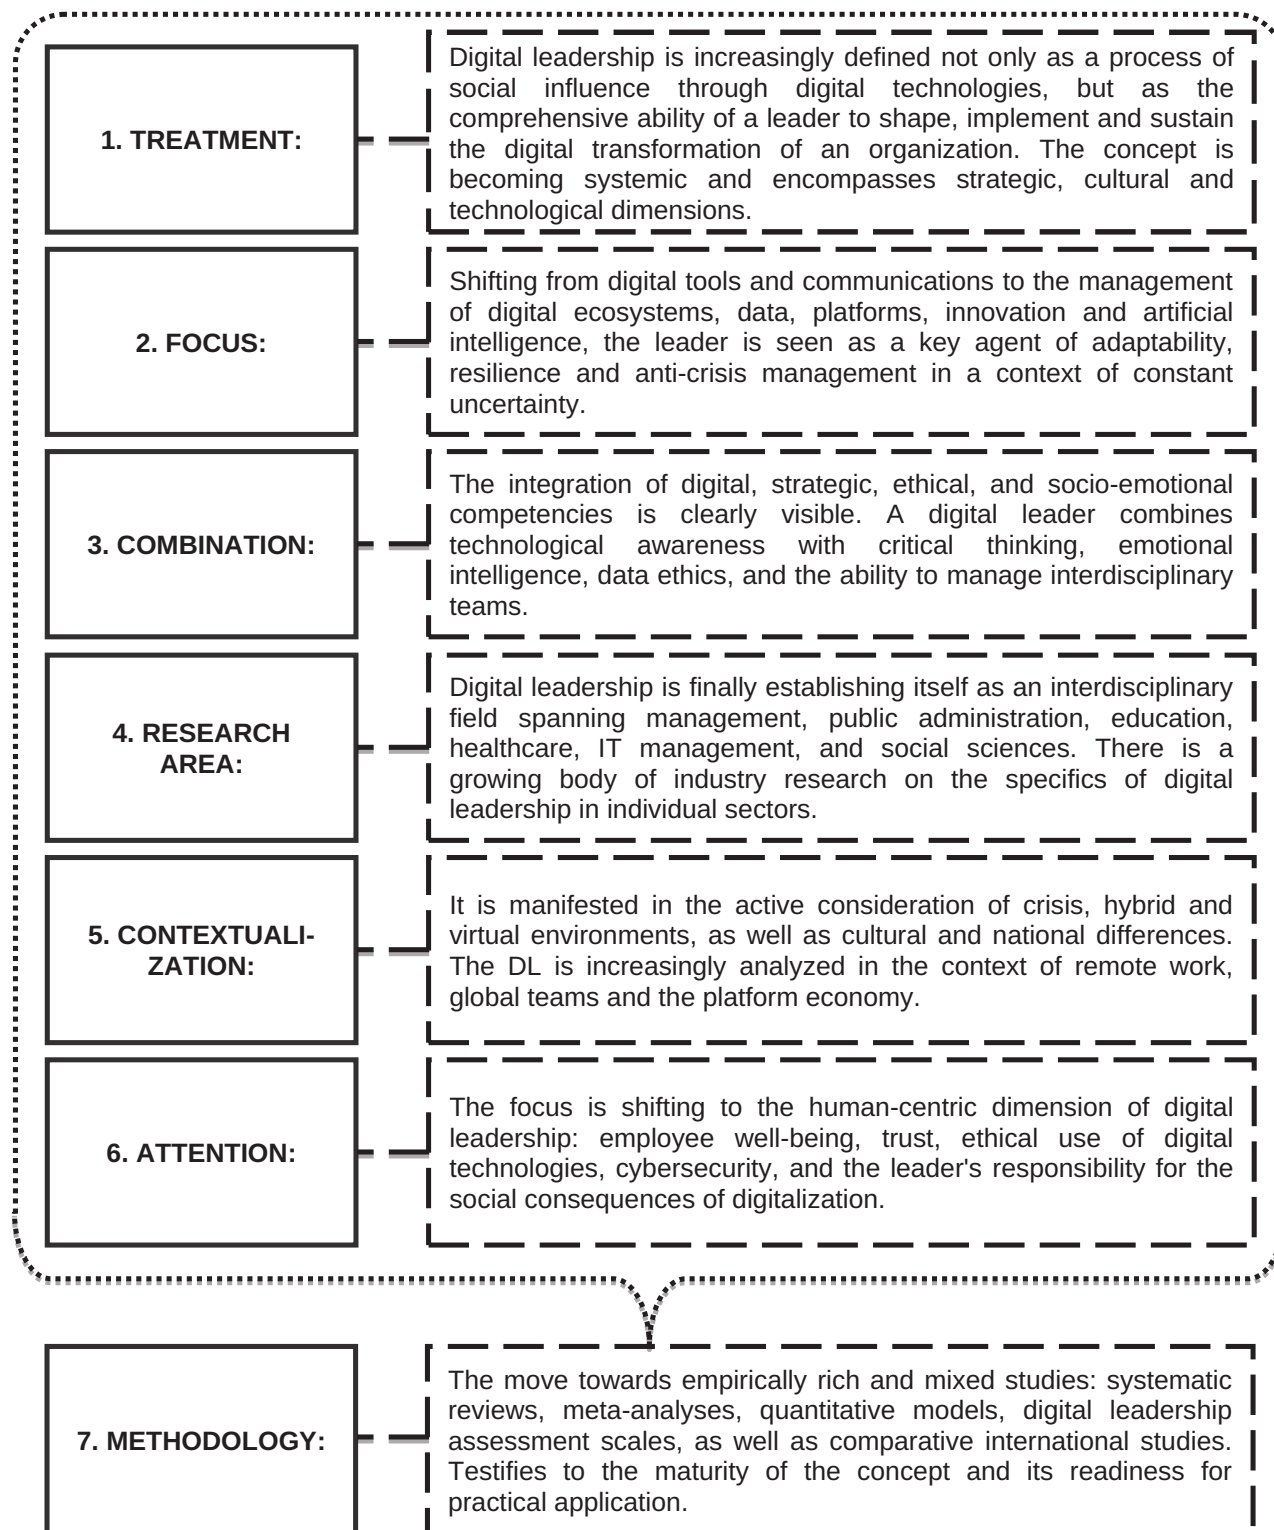 1. TREATMENT:
Digital leadership is increasingly defined not only as a process of
social influence through digital technologies, but as the
comprehensive ability of a leader to shape, implement and sustain
the digital transformation of an organization. The concept is
becoming systemic and encompasses strategic, cultural and
technological dimensions.
2. FOCUS:
Shifting from digital tools and communications to the management
of digital ecosystems, data, platforms, innovation and artificial
intelligence, the leader is seen as a key agent of adaptability,
resilience and anti-crisis management in a context of constant
uncertainty.
3. COMBINATION:
The integration of digital, strategic, ethical, and socio-emotional
competencies is clearly visible. A digital leader combines
technological awareness with critical thinking, emotional
intelligence, data ethics, and the ability to manage interdisciplinary
teams.
4. RESEARCH
AREA:
Digital leadership is finally establishing itself as an interdisciplinary
field spanning management, public administration, education,
healthcare, IT management, and social sciences. There is a
growing body of industry research on the specifics of digital
leadership in individual sectors.
5. CONTEXTUALI-
ZATION:
It is manifested in the active consideration of crisis, hybrid and
virtual environments, as well as cultural and national differences.
The DL is increasingly analyzed in the context of remote work,
global teams and the platform economy.
6. ATTENTION:
The focus is shifting to the human-centric dimension of digital
leadership: employee well-being, trust, ethical use of digital
technologies, cybersecurity, and the leader's responsibility for the
social consequences of digitalization.
7. METHODOLOGY:
The move towards empirically rich and mixed studies: systematic
reviews, meta-analyses, quantitative models, digital leadership
assessment scales, as well as comparative international studies.
Testifies to the maturity of the concept and its readiness for
practical application.